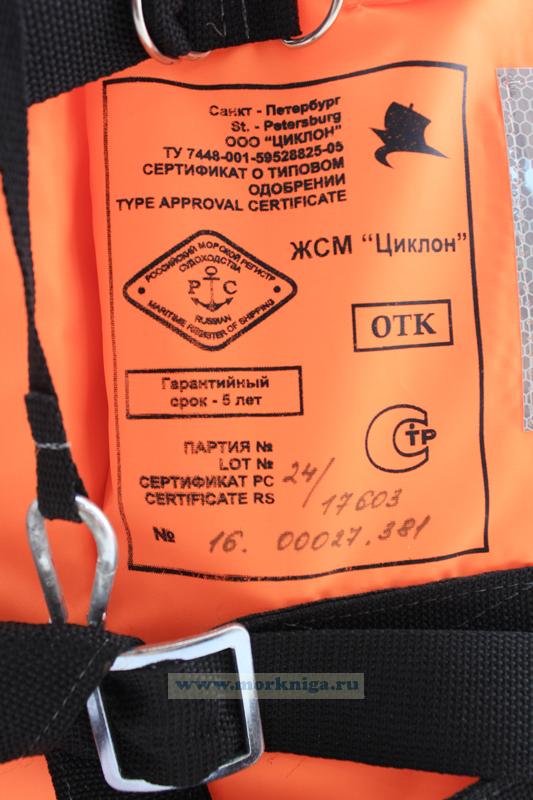 Санкт - Петербург
St. - Petersburg
ООО "ЦИКЛОН"
ТУ 7448-001-59528825-05
СЕРТИФИКАТ О ТИПОВОМ
ОДОБРЕНИИ
TYPE APPROVAL CERTIFICATE
ЖСМ "Циклон"
РОССИЙСКИЙ МОРСКОЙ РЕГИСТР
СУДОХОДСТВА
Р С
RUSSIAN
MARITIME REGISTER OF SHIPPING
ОТК
Гарантийный
срок - 5 лет
СТР
ПАРТИЯ №
LOT №
СЕРТИФИКАТ РС
CERTIFICATE RS
24/17603
№ 16. 00027.381
www.morkniga.ru